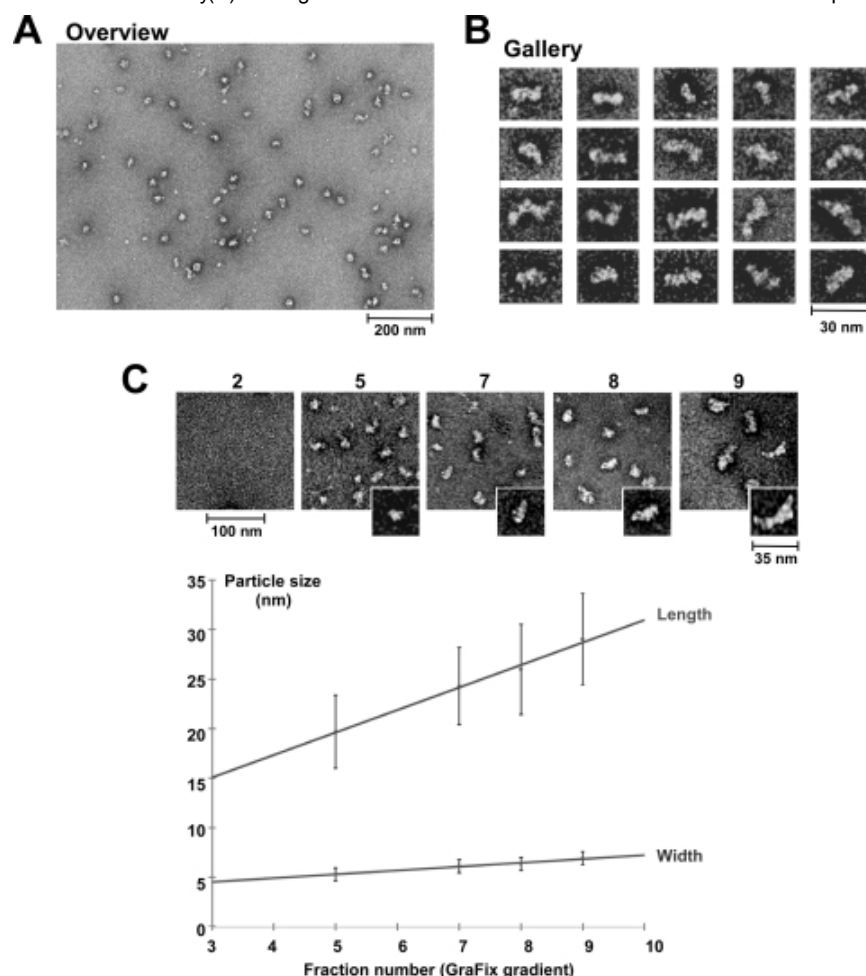 A
Overview
200 nm
B
Gallery
30 nm
C
2 5 7 8 9
100 nm
35 nm
Particle size
(nm)
35
30
25
20
15
10
5
0
Length
Width
3 4 5 6 7 8 9 10
Fraction number (GraFix gradient)